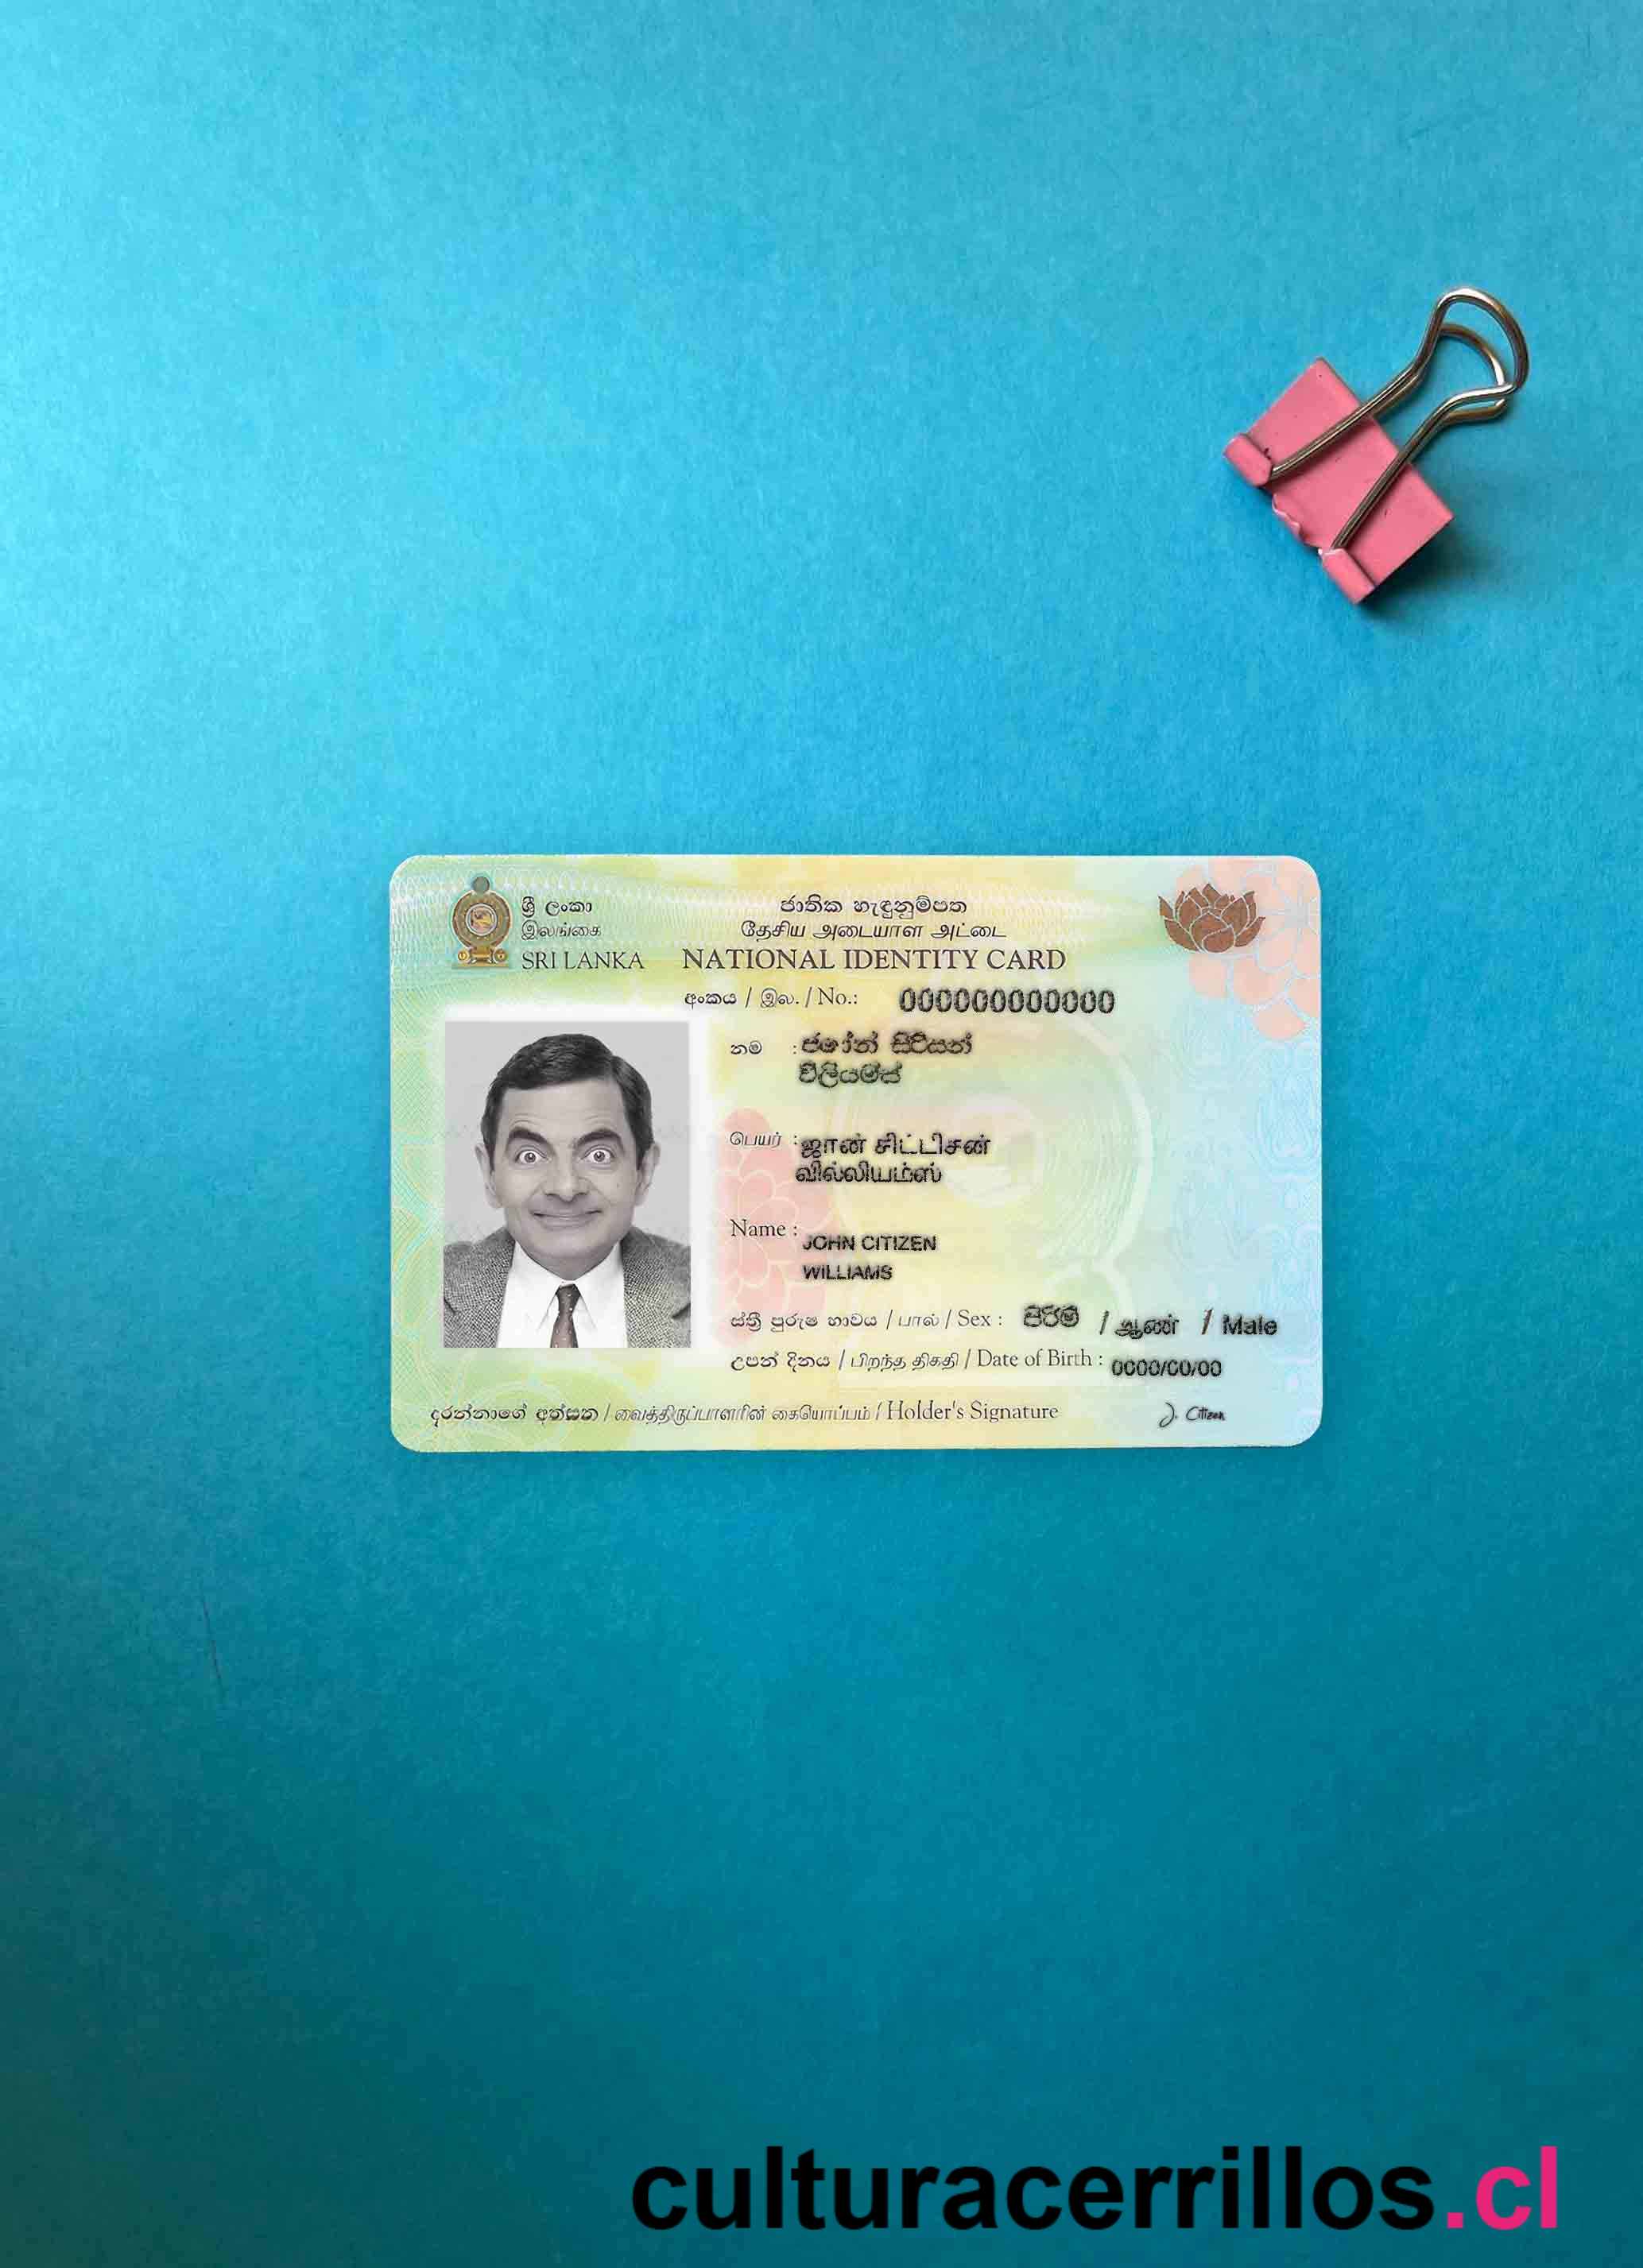 ශ්‍රී ලංකා
இலங்கை
SRI LANKA
ජාතික හැඳුනුම්පත
தேசிய அடையாள அட்டை
NATIONAL IDENTITY CARD
අංකය / இல. / No.: 000000000000
නම : ජෝන් සිටිසන්
විලියම්ස්
பெயர் : ஜான் சிட்டிசன்
வில்லியம்ஸ்
Name : JOHN CITIZEN
WILLIAMS
ස්ත්‍රී පුරුෂ භාවය / பால் / Sex : පිරිමි / ஆண் / Male
උපන් දිනය / பிறந்த திகதி / Date of Birth : 0000/00/00
දරන්නාගේ අත්සන / வைத்திருப்பாளரின் கையொப்பம் / Holder's Signature J. Citizen
culturacerrillos.cl